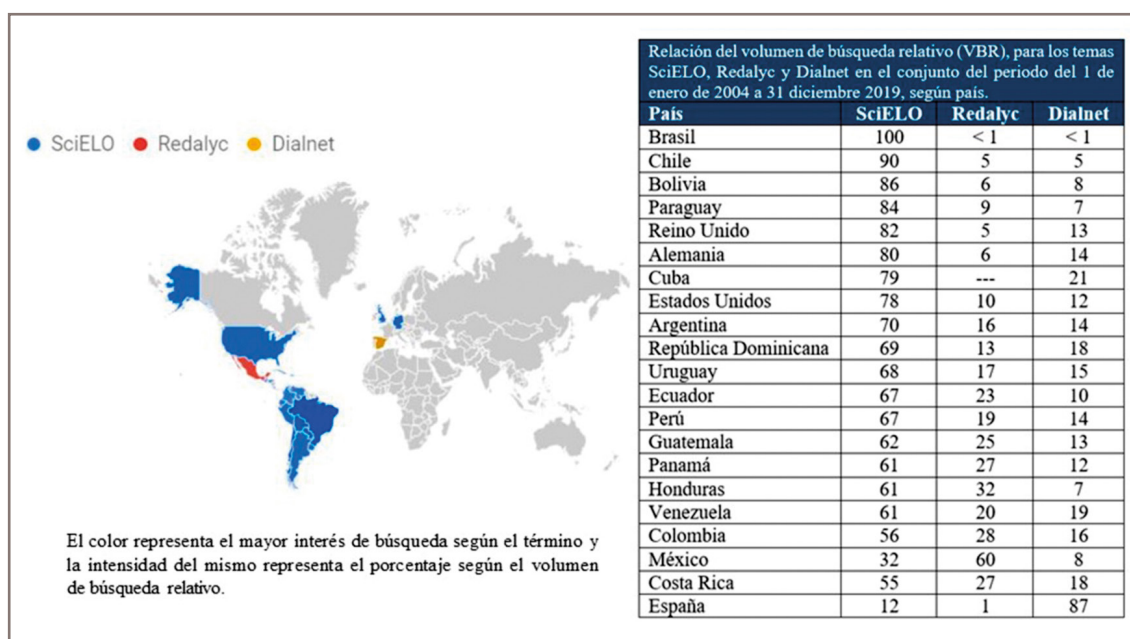 SciELO Redalyc Dialnet
El color representa el mayor interés de búsqueda según el término y
la intensidad del mismo representa el porcentaje según el volumen
de búsqueda relativo.
Relación del volumen de búsqueda relativo (VBR), para los temas
SciELO, Redalyc y Dialnet en el conjunto del periodo del 1 de
enero de 2004 a 31 diciembre 2019, según país.
País SciELO Redalyc Dialnet
Brasil 100 < 1 < 1
Chile 90 5 5
Bolivia 86 6 8
Paraguay 84 9 7
Reino Unido 82 5 13
Alemania 80 6 14
Cuba 79 --- 21
Estados Unidos 78 10 12
Argentina 70 16 14
República Dominicana 69 13 18
Uruguay 68 17 15
Ecuador 67 23 10
Perú 67 19 14
Guatemala 62 25 13
Panamá 61 27 12
Honduras 61 32 7
Venezuela 61 20 19
Colombia 56 28 16
México 32 60 8
Costa Rica 55 27 18
España 12 1 87